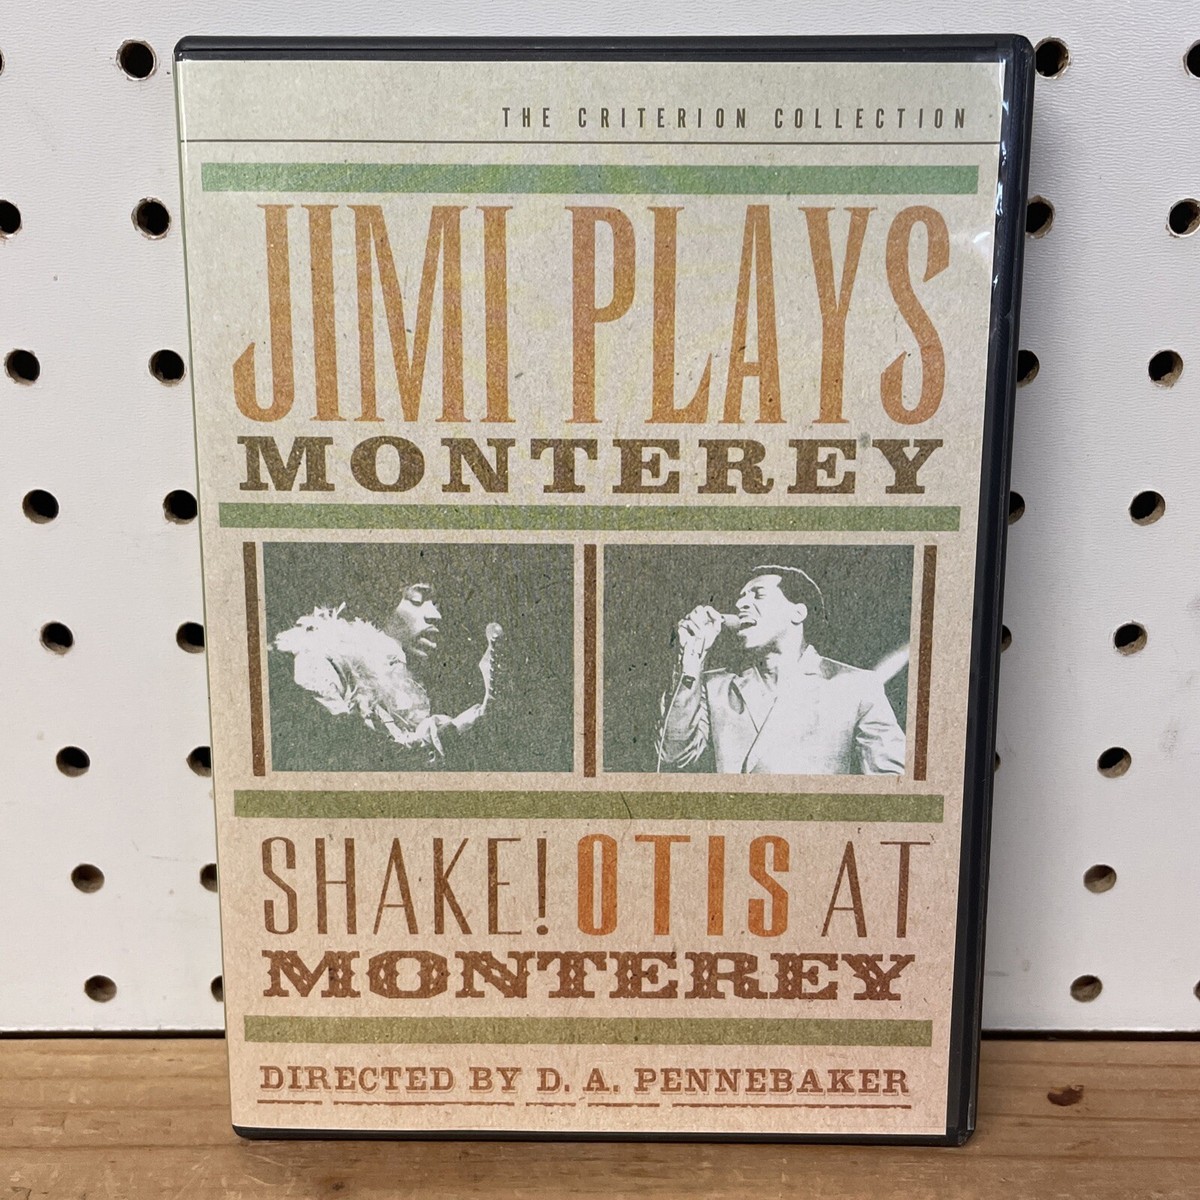 THE CRITERION COLLECTION
JIMI PLAYS
MONTEREY
SHAKE! OTIS AT
MONTEREY
DIRECTED BY D. A. PENNEBAKER